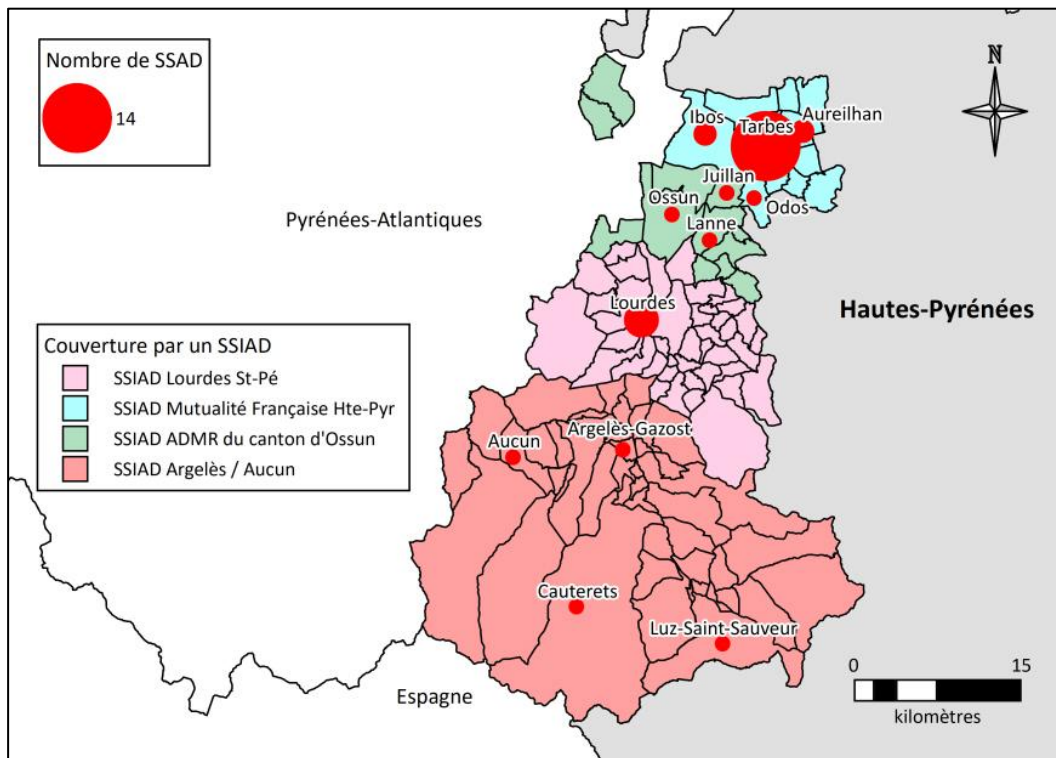 Nombre de SSAD
14
N
Ibos
Tarbes
Aureilhan
Juillan
Ossun
Odos
Lanne
Pyrénées-Atlantiques
Lourdes
Hautes-Pyrénées
Couverture par un SSIAD
SSIAD Lourdes St-Pé
SSIAD Mutualité Française Hte-Pyr
SSIAD ADMR du canton d'Ossun
SSIAD Argelès / Aucun
Aucun
Argelès-Gazost
Cauterets
Luz-Saint-Sauveur
Espagne
0 15
kilomètres